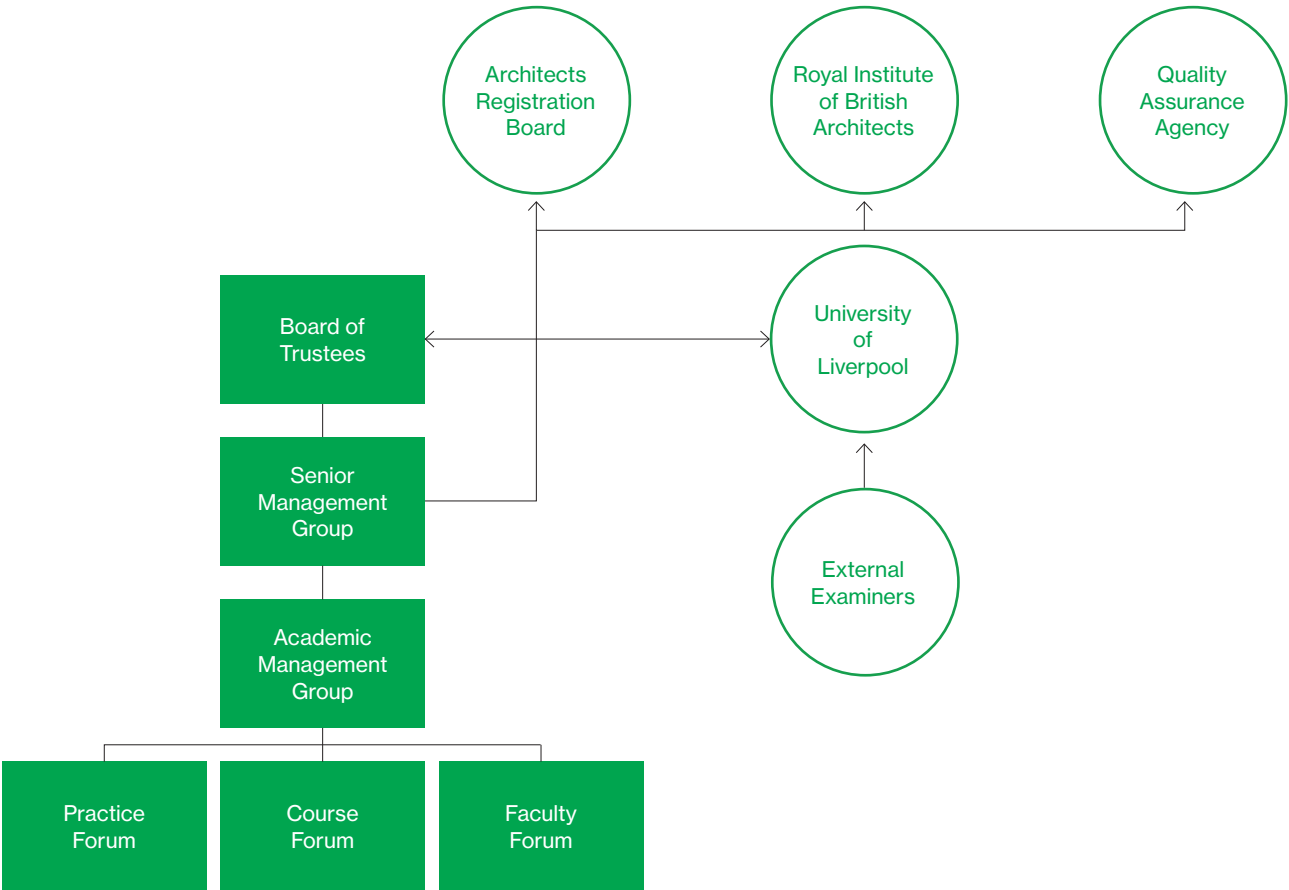 Architects
Registration
Board
Royal Institute
of British
Architects
Quality
Assurance
Agency
Board of
Trustees
University
of
Liverpool
Senior
Management
Group
External
Examiners
Academic
Management
Group
Practice
Forum
Course
Forum
Faculty
Forum